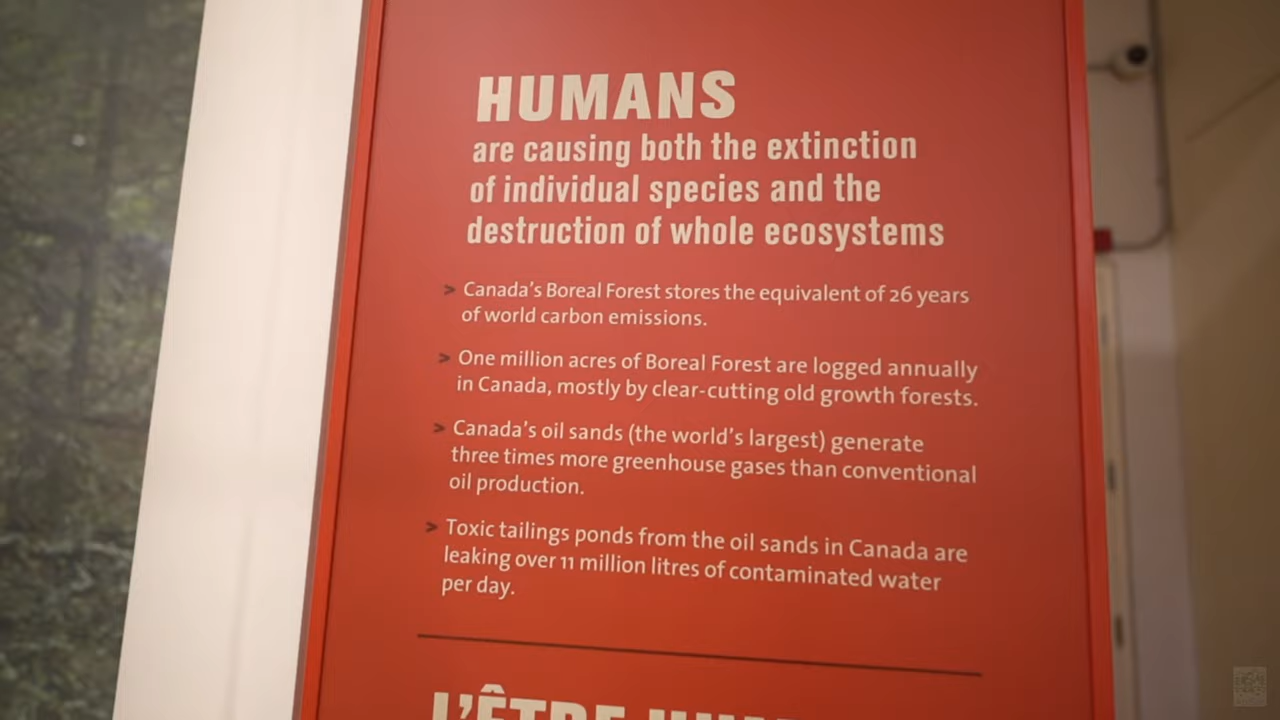 HUMANS
are causing both the extinction
of individual species and the
destruction of whole ecosystems
> Canada's Boreal Forest stores the equivalent of 26 years
of world carbon emissions.
> One million acres of Boreal Forest are logged annually
in Canada, mostly by clear-cutting old growth forests.
> Canada's oil sands (the world's largest) generate
three times more greenhouse gases than conventional
oil production.
> Toxic tailings ponds from the oil sands in Canada are
leaking over 11 million litres of contaminated water
per day.
L'ÊTRE